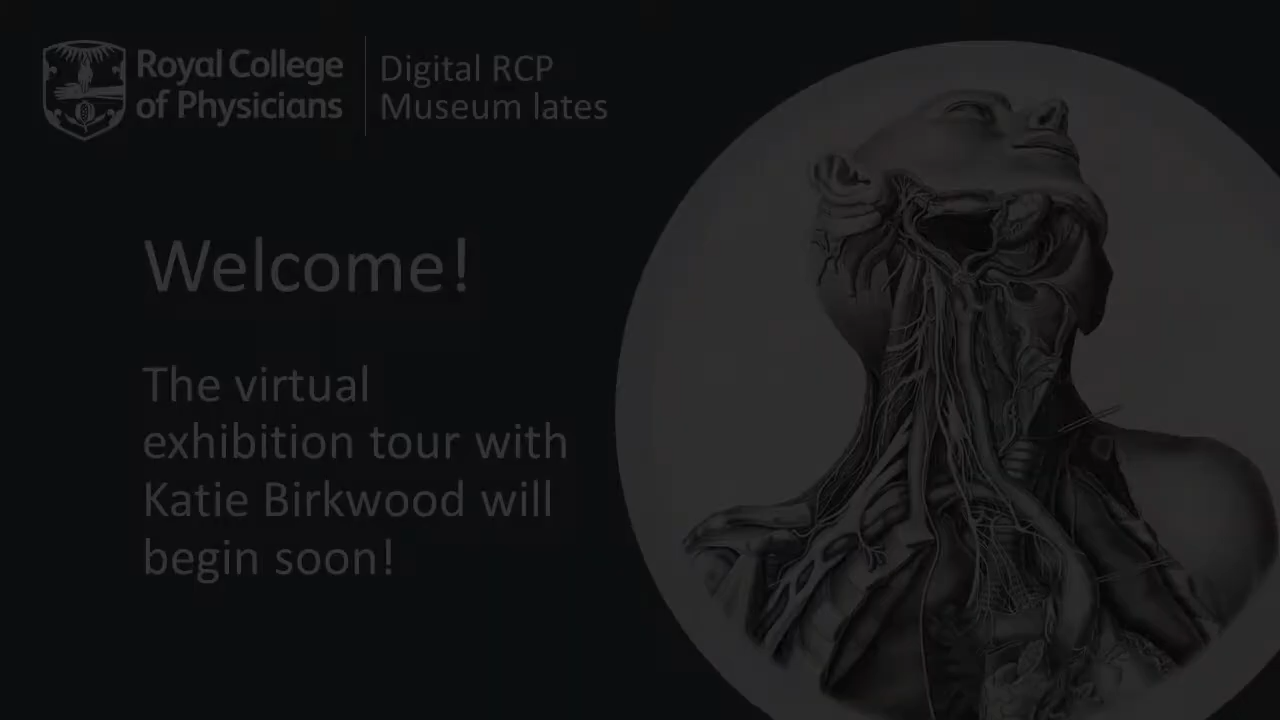 Royal College
of Physicians
Digital RCP
Museum lates
Welcome!
The virtual
exhibition tour with
Katie Birkwood will
begin soon!